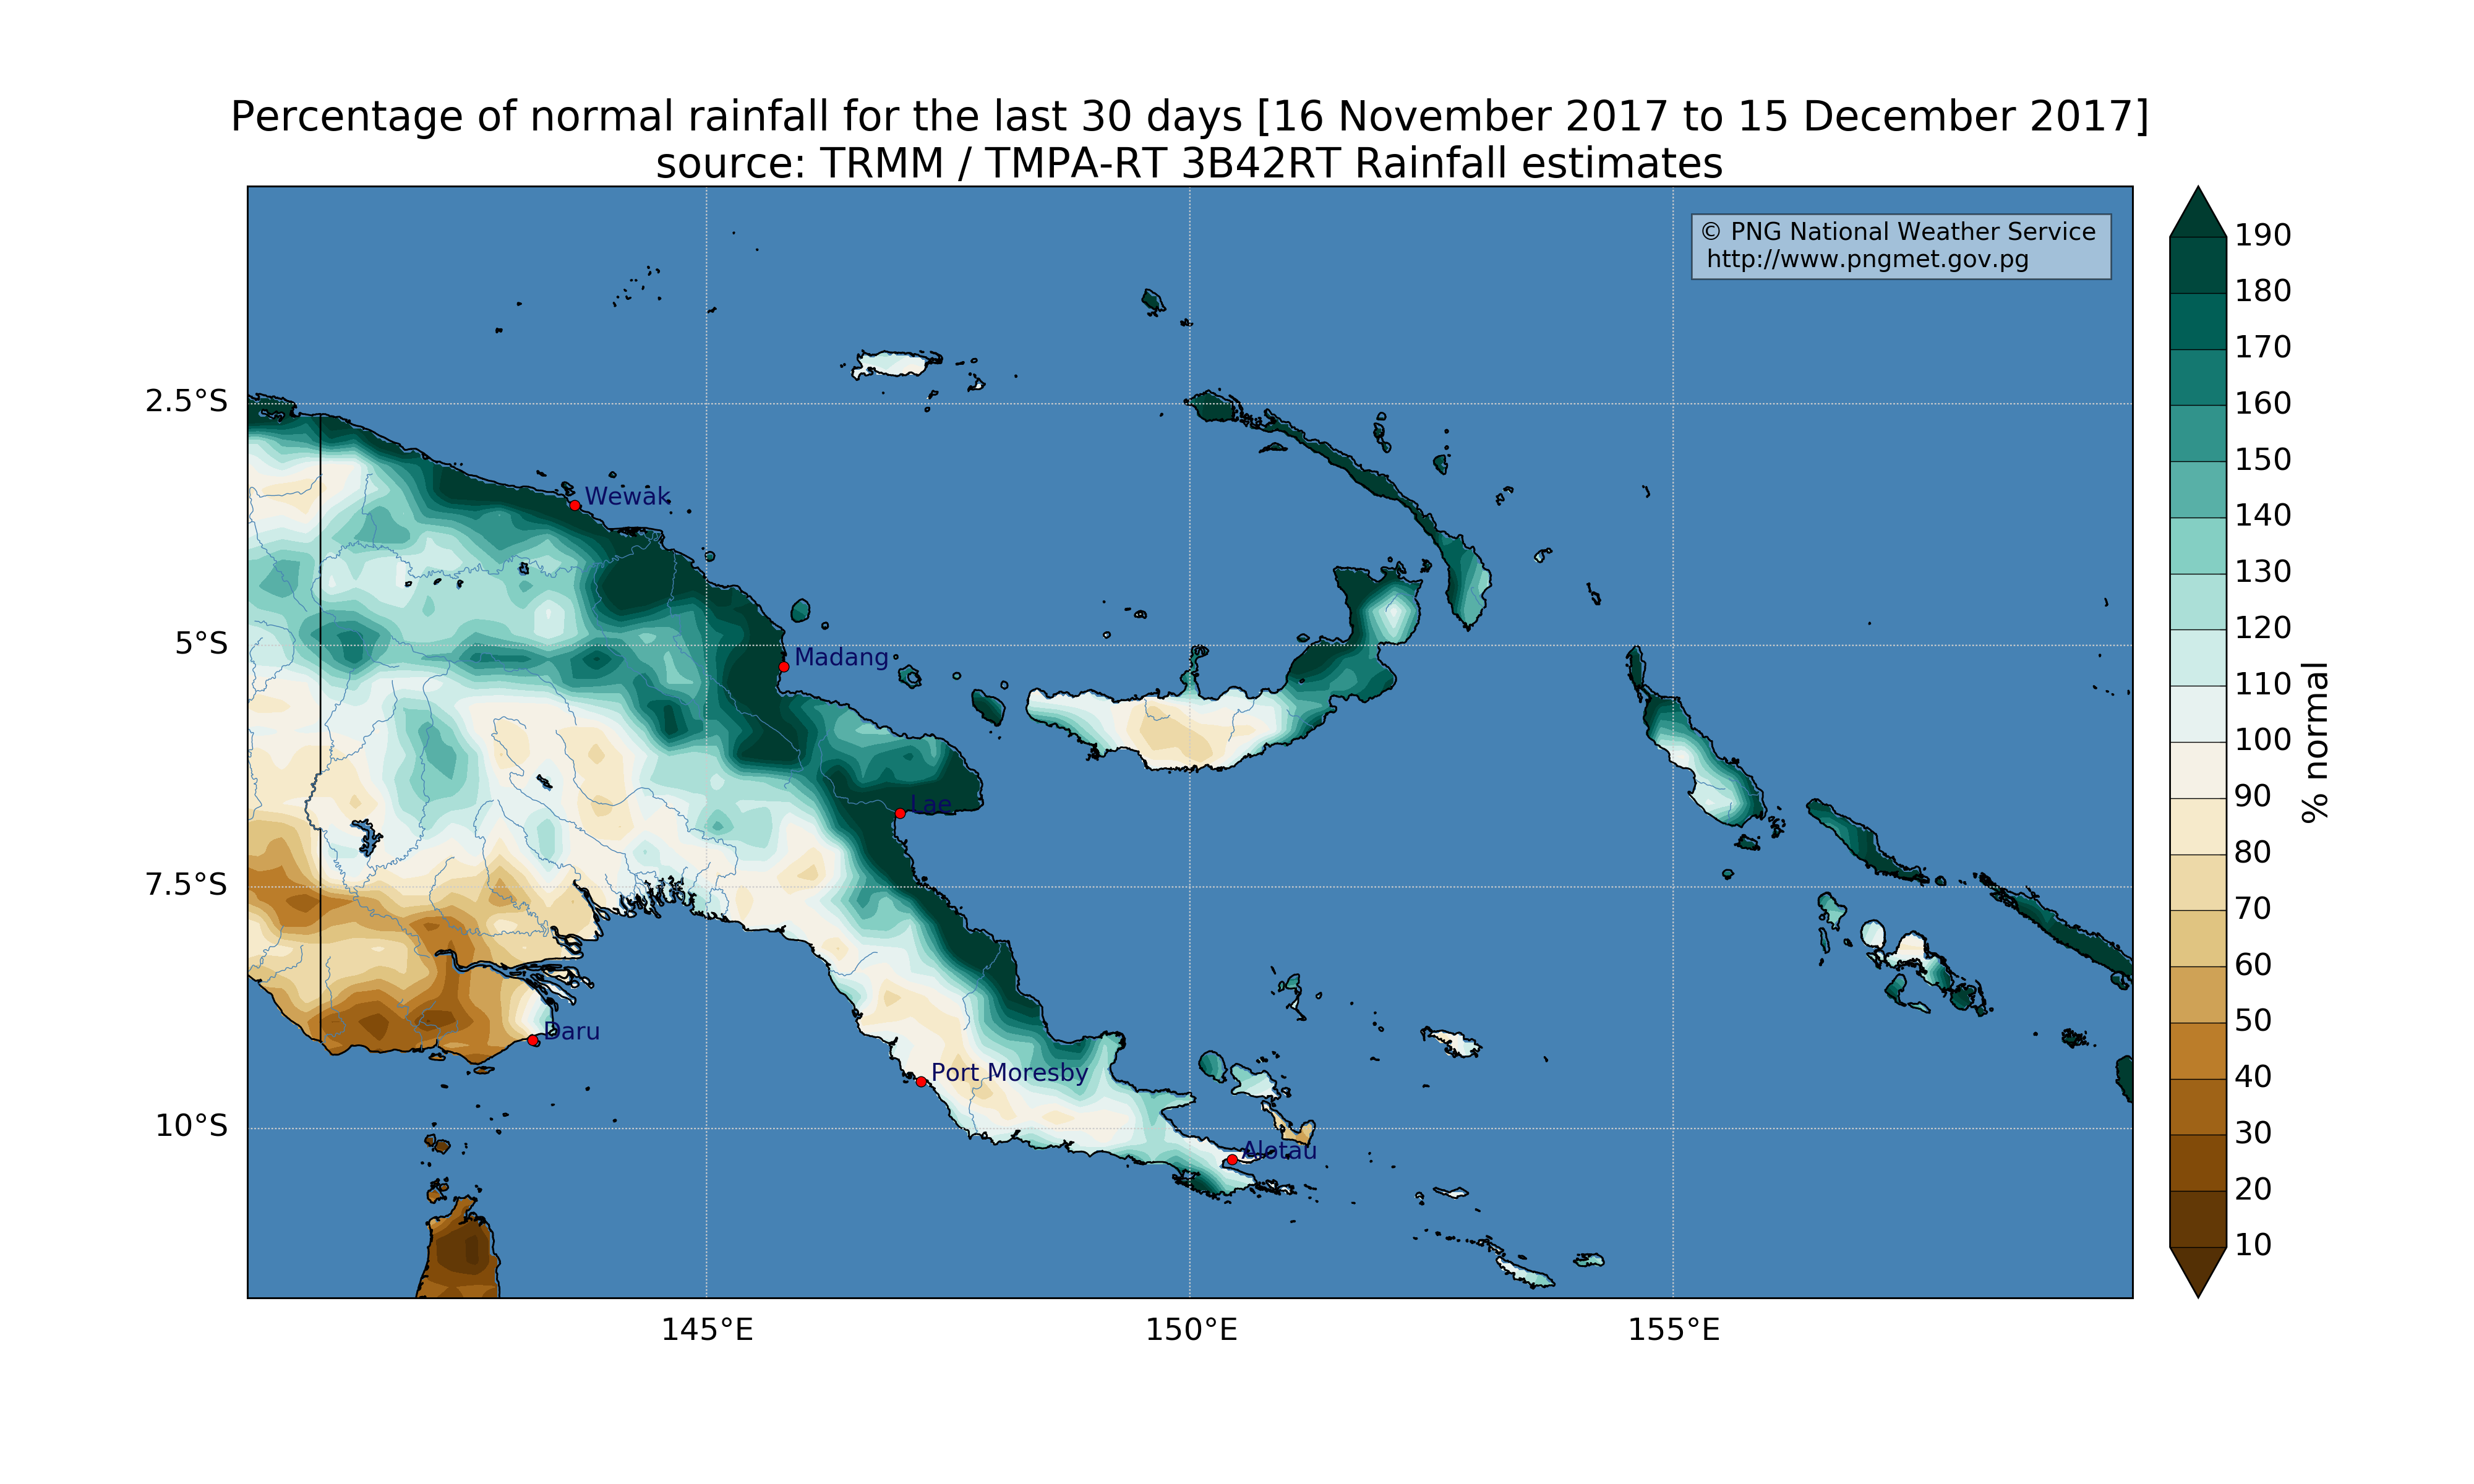 Percentage of normal rainfall for the last 30 days [16 November 2017 to 15 December 2017]
source: TRMM / TMPA-RT 3B42RT Rainfall estimates
© PNG National Weather Service
http://www.pngmet.gov.pg
2.5°S
5°S
7.5°S
10°S
Wewak
Madang
Lae
Daru
Port Moresby
Alotau
145°E
150°E
155°E
190
180
170
160
150
140
130
120
110
100
90
80
70
60
50
40
30
20
10
% normal